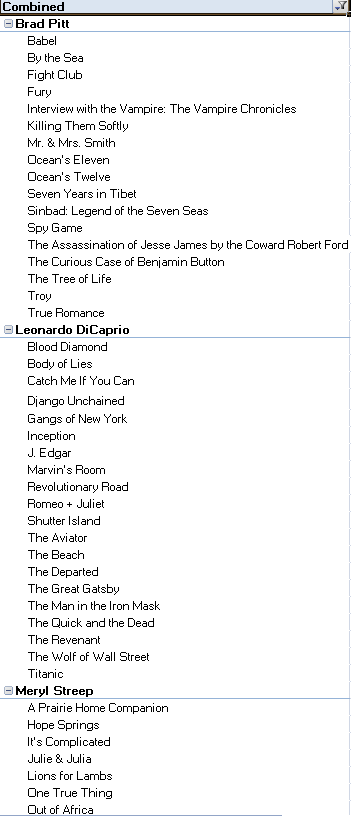 Combined
Brad Pitt
Babel
By the Sea
Fight Club
Fury
Interview with the Vampire: The Vampire Chronicles
Killing Them Softly
Mr. & Mrs. Smith
Ocean's Eleven
Ocean's Twelve
Seven Years in Tibet
Sinbad: Legend of the Seven Seas
Spy Game
The Assassination of Jesse James by the Coward Robert Ford
The Curious Case of Benjamin Button
The Tree of Life
Troy
True Romance
Leonardo DiCaprio
Blood Diamond
Body of Lies
Catch Me If You Can
Django Unchained
Gangs of New York
Inception
J. Edgar
Marvin's Room
Revolutionary Road
Romeo + Juliet
Shutter Island
The Aviator
The Beach
The Departed
The Great Gatsby
The Man in the Iron Mask
The Quick and the Dead
The Revenant
The Wolf of Wall Street
Titanic
Meryl Streep
A Prairie Home Companion
Hope Springs
It's Complicated
Julie & Julia
Lions for Lambs
One True Thing
Out of Africa